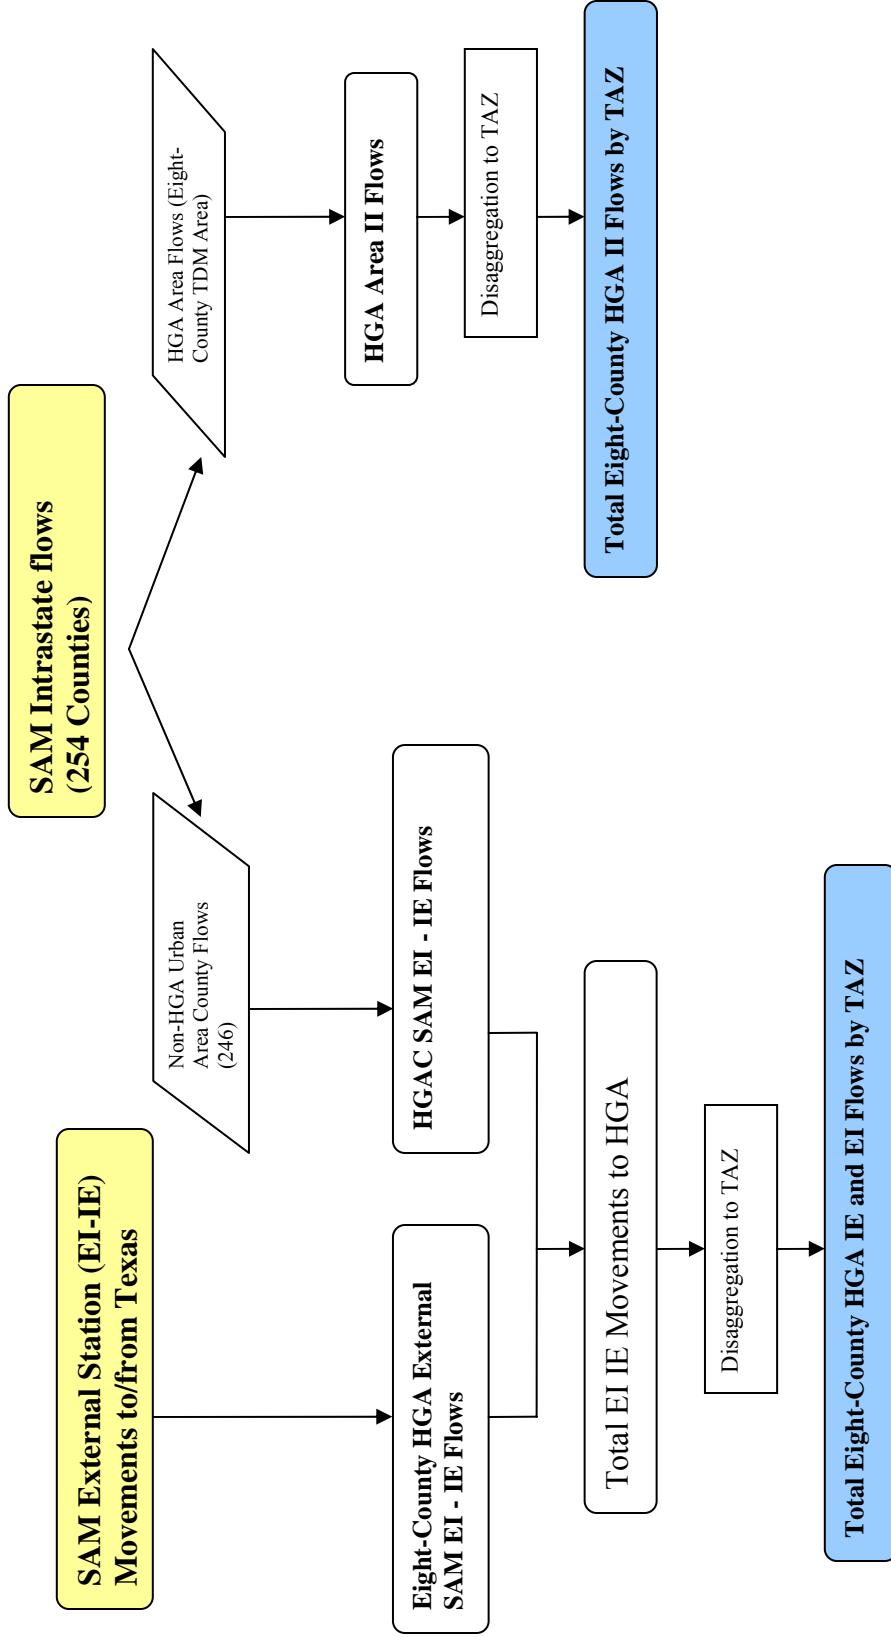 SAM External Station (EI-IE)
Movements to/from Texas
SAM Intrastate flows
(254 Counties)
Non-HGA Urban
Area County Flows
(246)
HGA Area Flows (Eight-
County TDM Area)
Eight-County HGA External
SAM EI - IE Flows
HGAC SAM EI - IE Flows
HGA Area II Flows
Disaggregation to TAZ
Total EI IE Movements to HGA
Total Eight-County HGA II Flows by TAZ
Disaggregation to TAZ
Total Eight-County HGA IE and EI Flows by TAZ